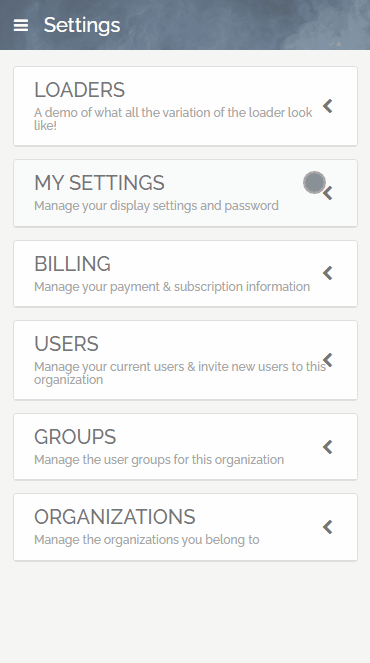 Settings
LOADERS
A demo of what all the variation of the loader look
like!
MY SETTINGS
Manage your display settings and password
BILLING
Manage your payment & subscription information
USERS
Manage your current users & invite new users to this
organization
GROUPS
Manage the user groups for this organization
ORGANIZATIONS
Manage the organizations you belong to